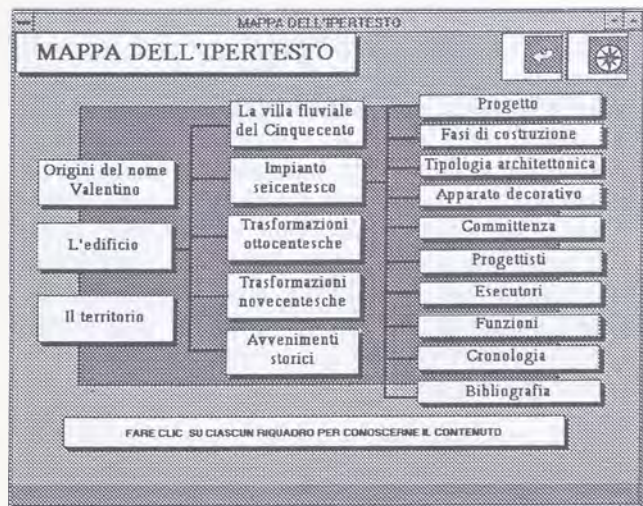 MAPPA DELL'IPERTESTO
MAPPA DELL'IPERTESTO
Origini del nome
Valentino
L'edificio
Il territorio
La villa fluviale
del Cinquecento
Impianto
seicentesco
Trasformazioni
ottocentesche
Trasformazioni
novecentesche
Avvenimenti
storici
Progetto
Fasi di costruzione
Tipologia architettonica
Apparato decorativo
Committenza
Progettisti
Esecutori
Funzioni
Cronologia
Bibliografia
FARE CLIC SU CIASCUN RIQUADRO PER CONOSCERNE IL CONTENUTO